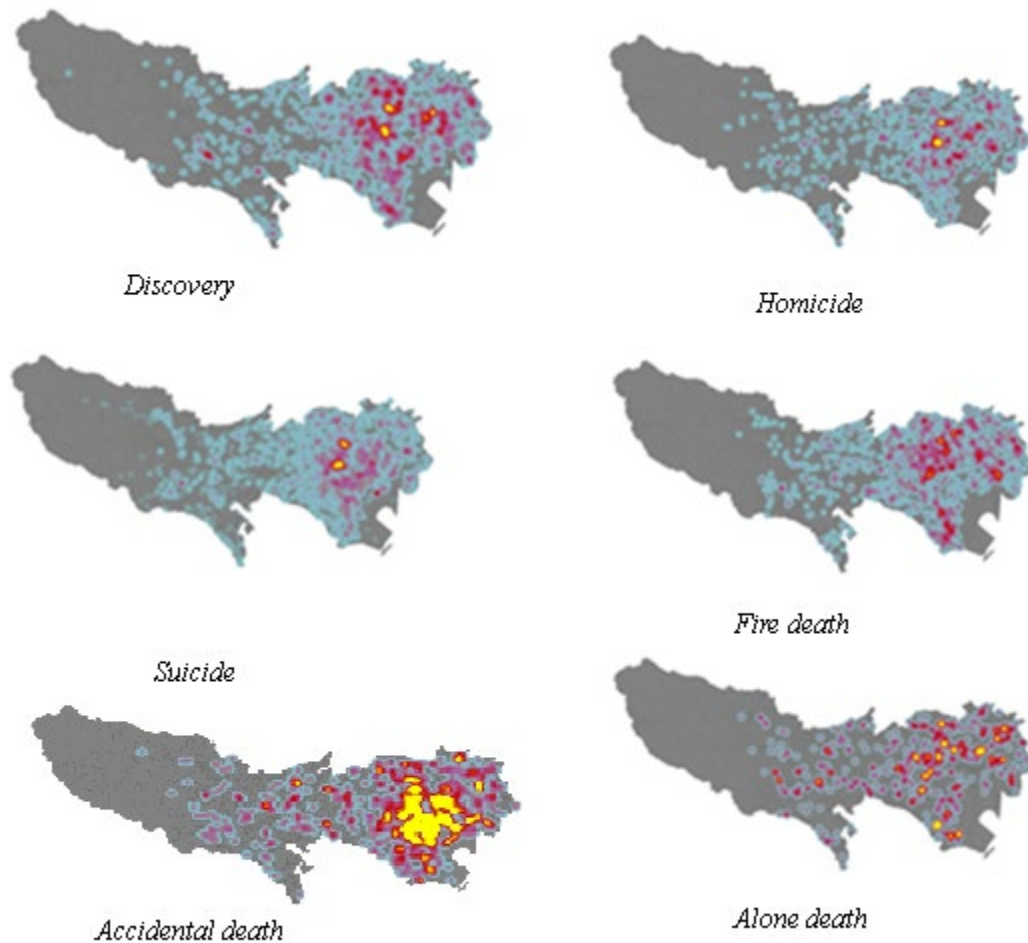 Discovery
Homicide
Suicide
Fire death
Accidental death
Alone death